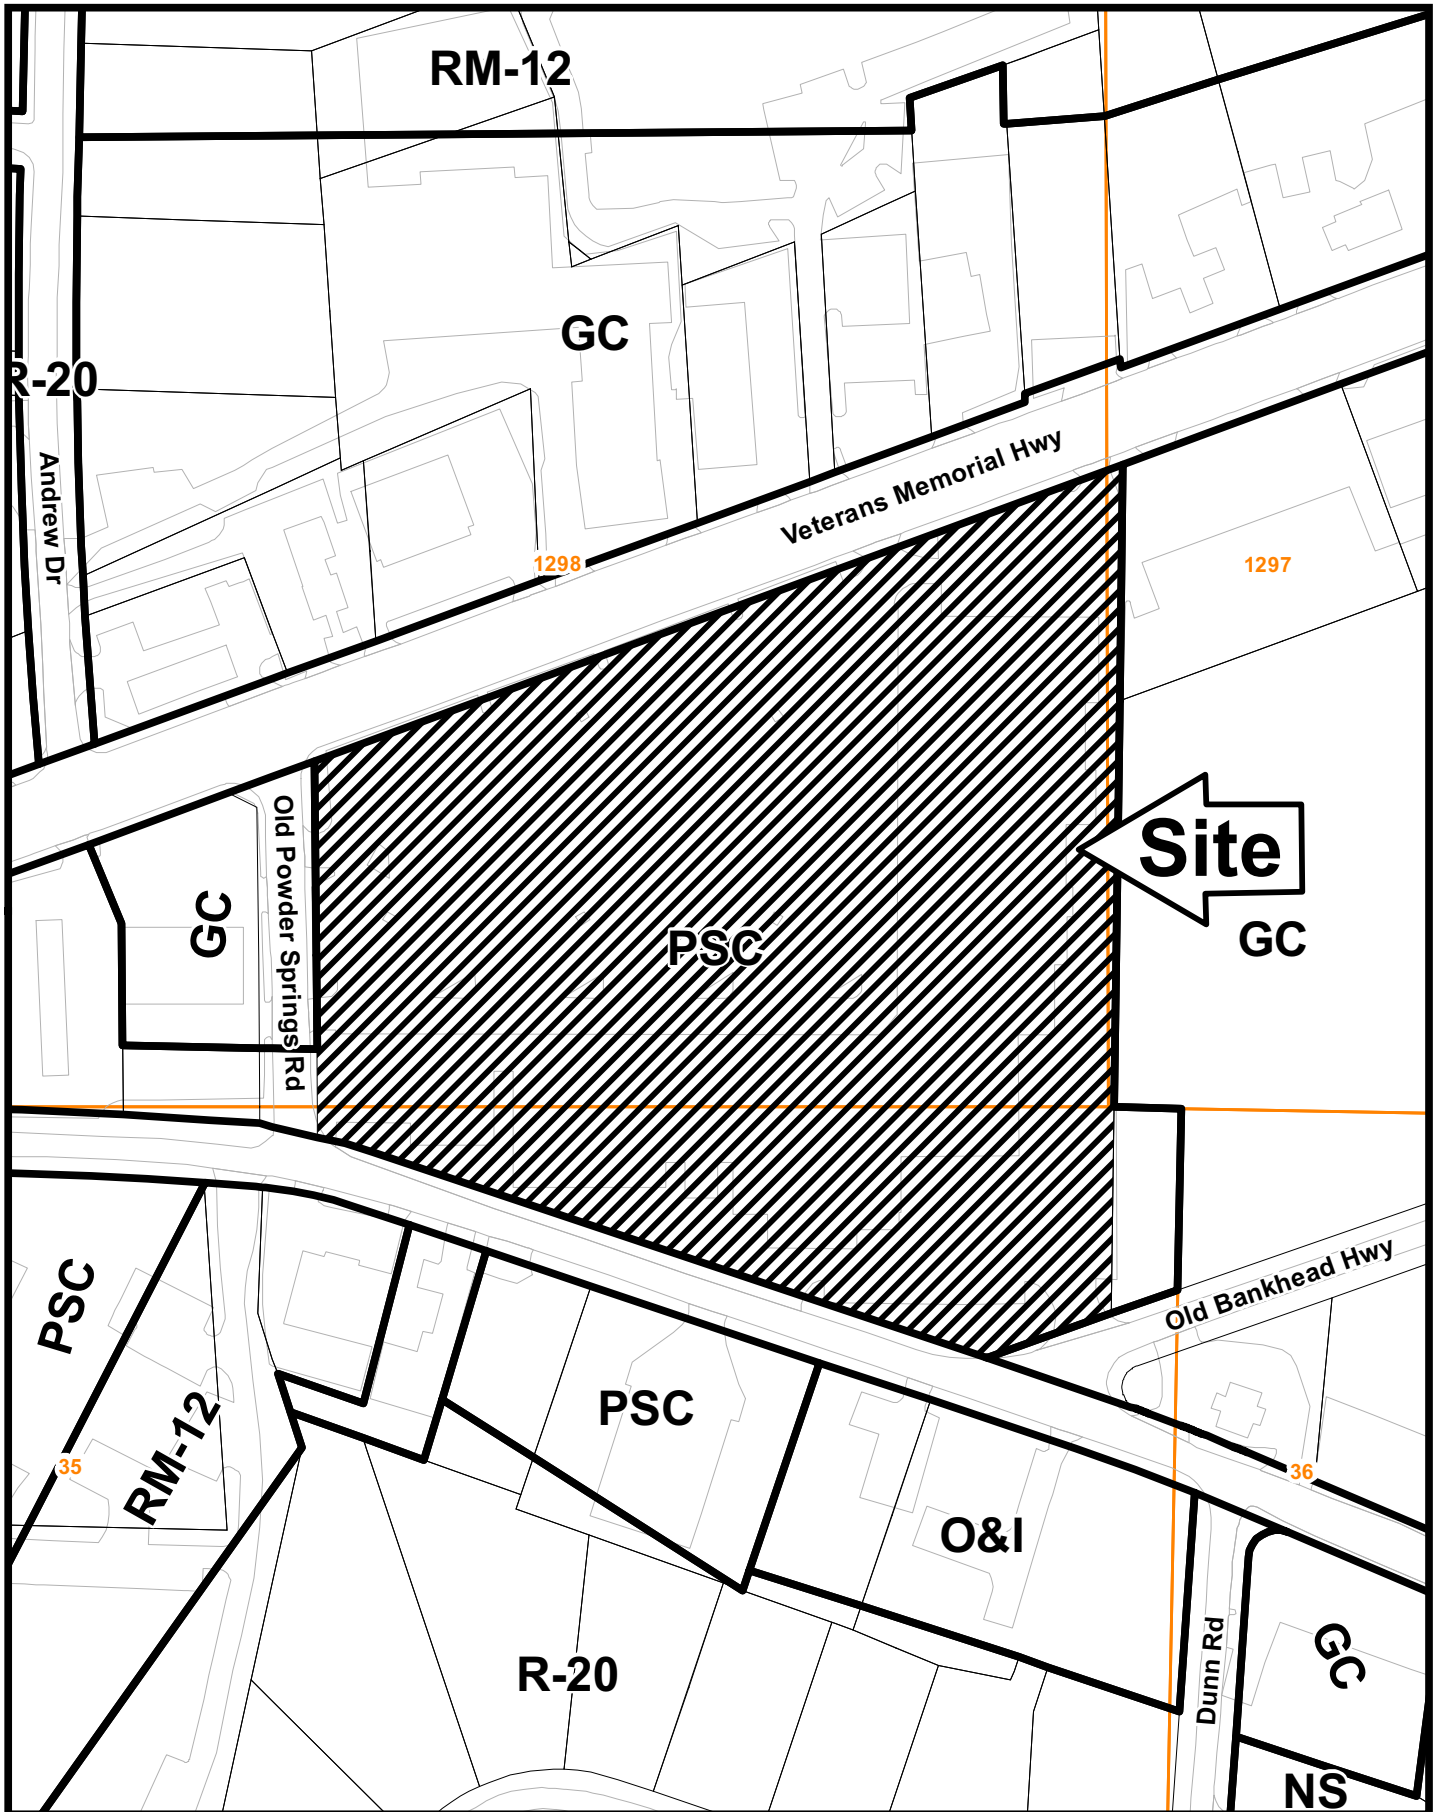 RM-12
GC
R-20
Andrew Dr
Veterans Memorial Hwy
1298
1297
Old Powder Springs Rd
GC
Site
PSC
GC
Old Bankhead Hwy
PSC
RM-12
35
PSC
36
O&I
R-20
Dunn Rd
GC
NS